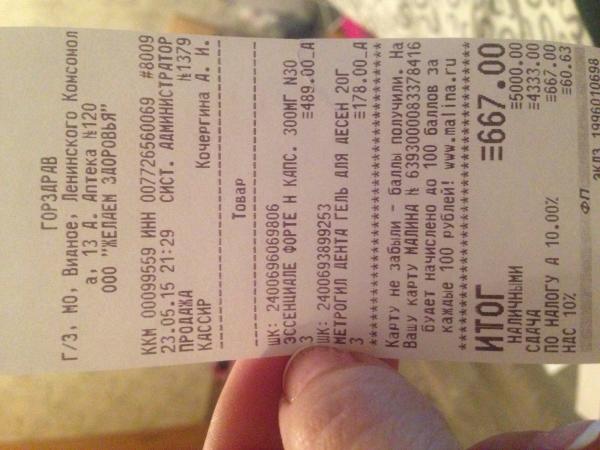 ГОРЗДРАВ
Г/З, МО, Видное, Ленинского Комсомол
а, 13 Д. Аптека №120
ООО "ЖЕЛАЕМ ЗДОРОВЬЯ"
ККМ 00099559 ИНН 007726560069 #8009
23.05.15 21:29 СИСТ. АДМИНИСТРАТОР
ПРОДАЖА №1379
КАССИР Кочергина А. И.
Товар
ШК: 2400696069806
ЭССЕНЦИАЛЕ ФОРТЕ Н КАПС. 300МГ N30
3 ≡489.00_А
ШК: 2400693899253
МЕТРОГИЛ ДЕНТА ГЕЛЬ ДЛЯ ДЕСЕН 20Г
3 ≡178.00_А
Карту не забыли - баллы получили. На
Вашу карту МАЛИНА № 6393000083378416
будет начислено до 100 баллов за
каждые 100 рублей! www.malina.ru
ИТОГ ≡667.00
НАЛИЧНЫМИ ≡5000.00
СДАЧА ≡4333.00
ПО НАЛОГУ А 10.00% ≡667.00
НДС 10% ≡60.63
ФП
ЭКЛЗ 1996010698